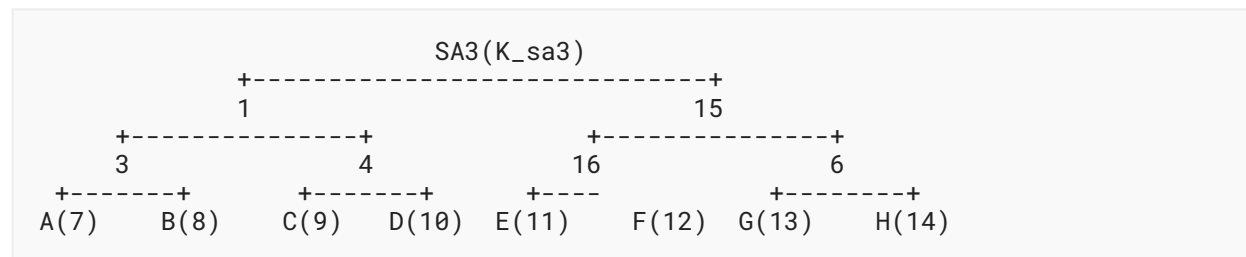 SA3(K_sa3)
+------------------------------+
1 15
+---------------+ +---------------+
3 4 16 6
+-------+ +-------+ +---- +--------+
A(7) B(8) C(9) D(10) E(11) F(12) G(13) H(14)